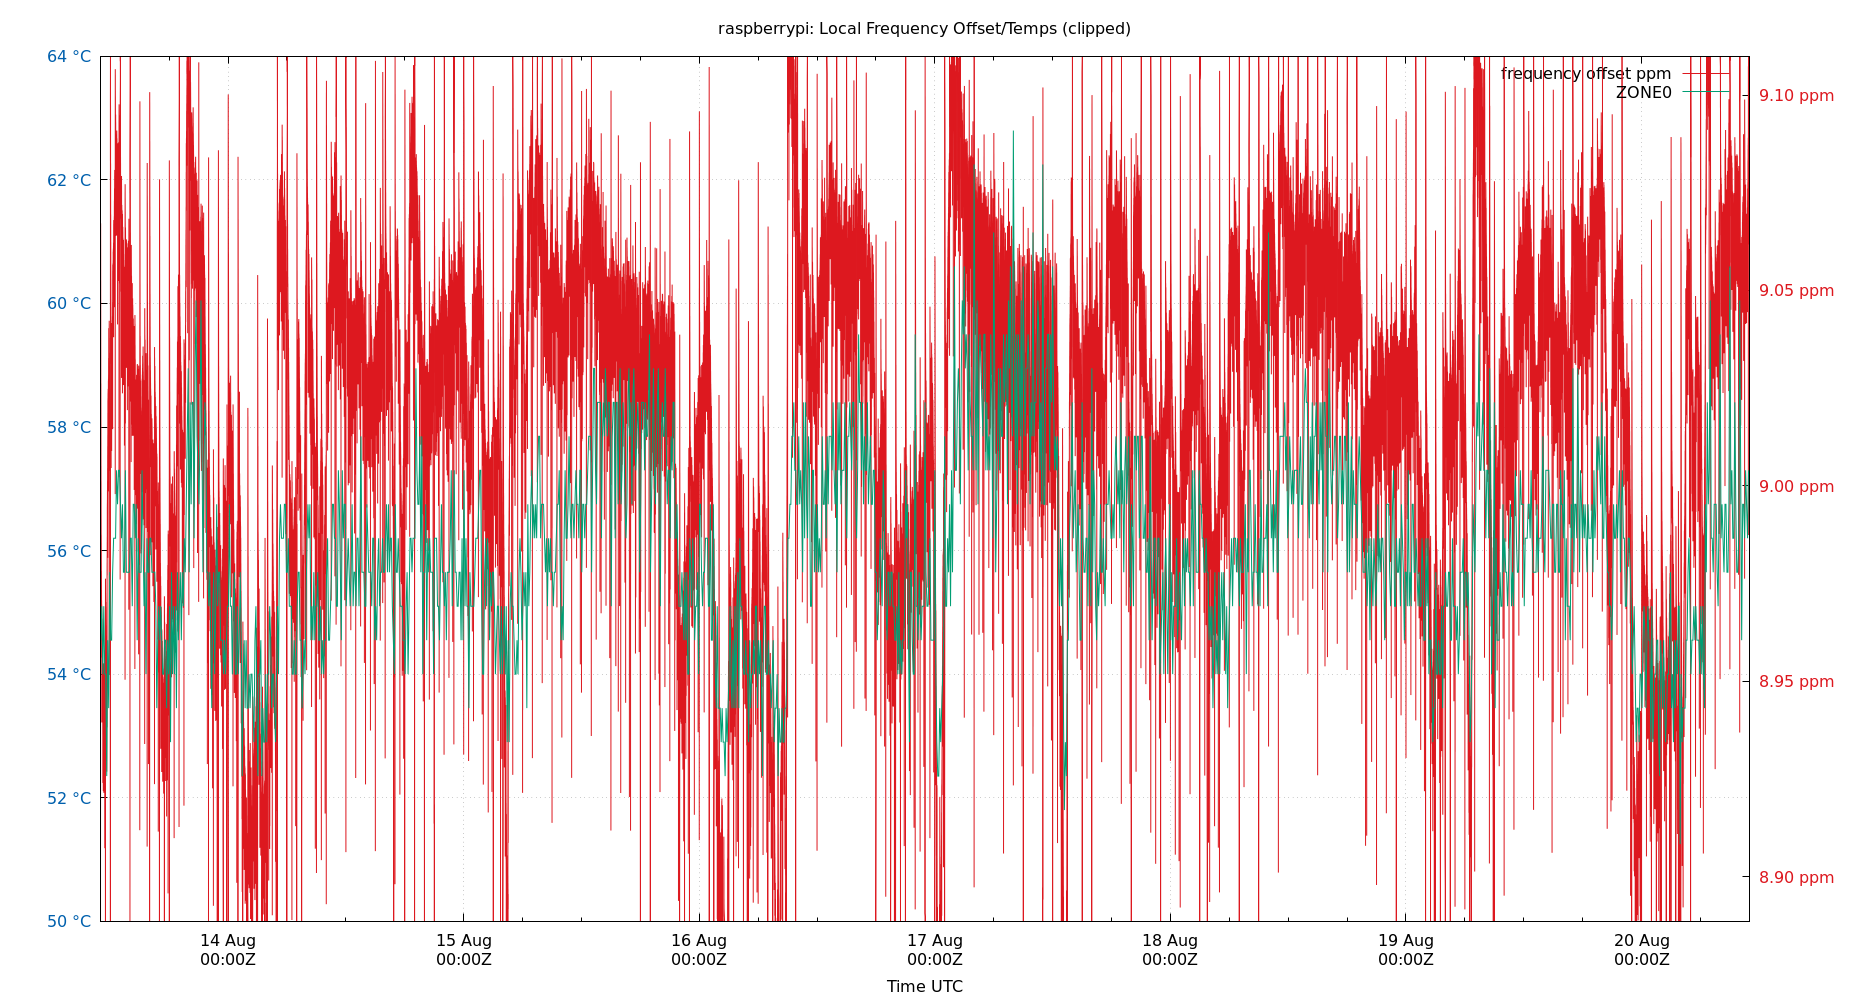 raspberrypi: Local Frequency Offset/Temps (clipped)
64 °C
62 °C
60 °C
58 °C
56 °C
54 °C
52 °C
50 °C
frequency offset ppm
ZONE0
9.10 ppm
9.05 ppm
9.00 ppm
8.95 ppm
8.90 ppm
14 Aug
00:00Z
15 Aug
00:00Z
16 Aug
00:00Z
17 Aug
00:00Z
18 Aug
00:00Z
19 Aug
00:00Z
20 Aug
00:00Z
Time UTC